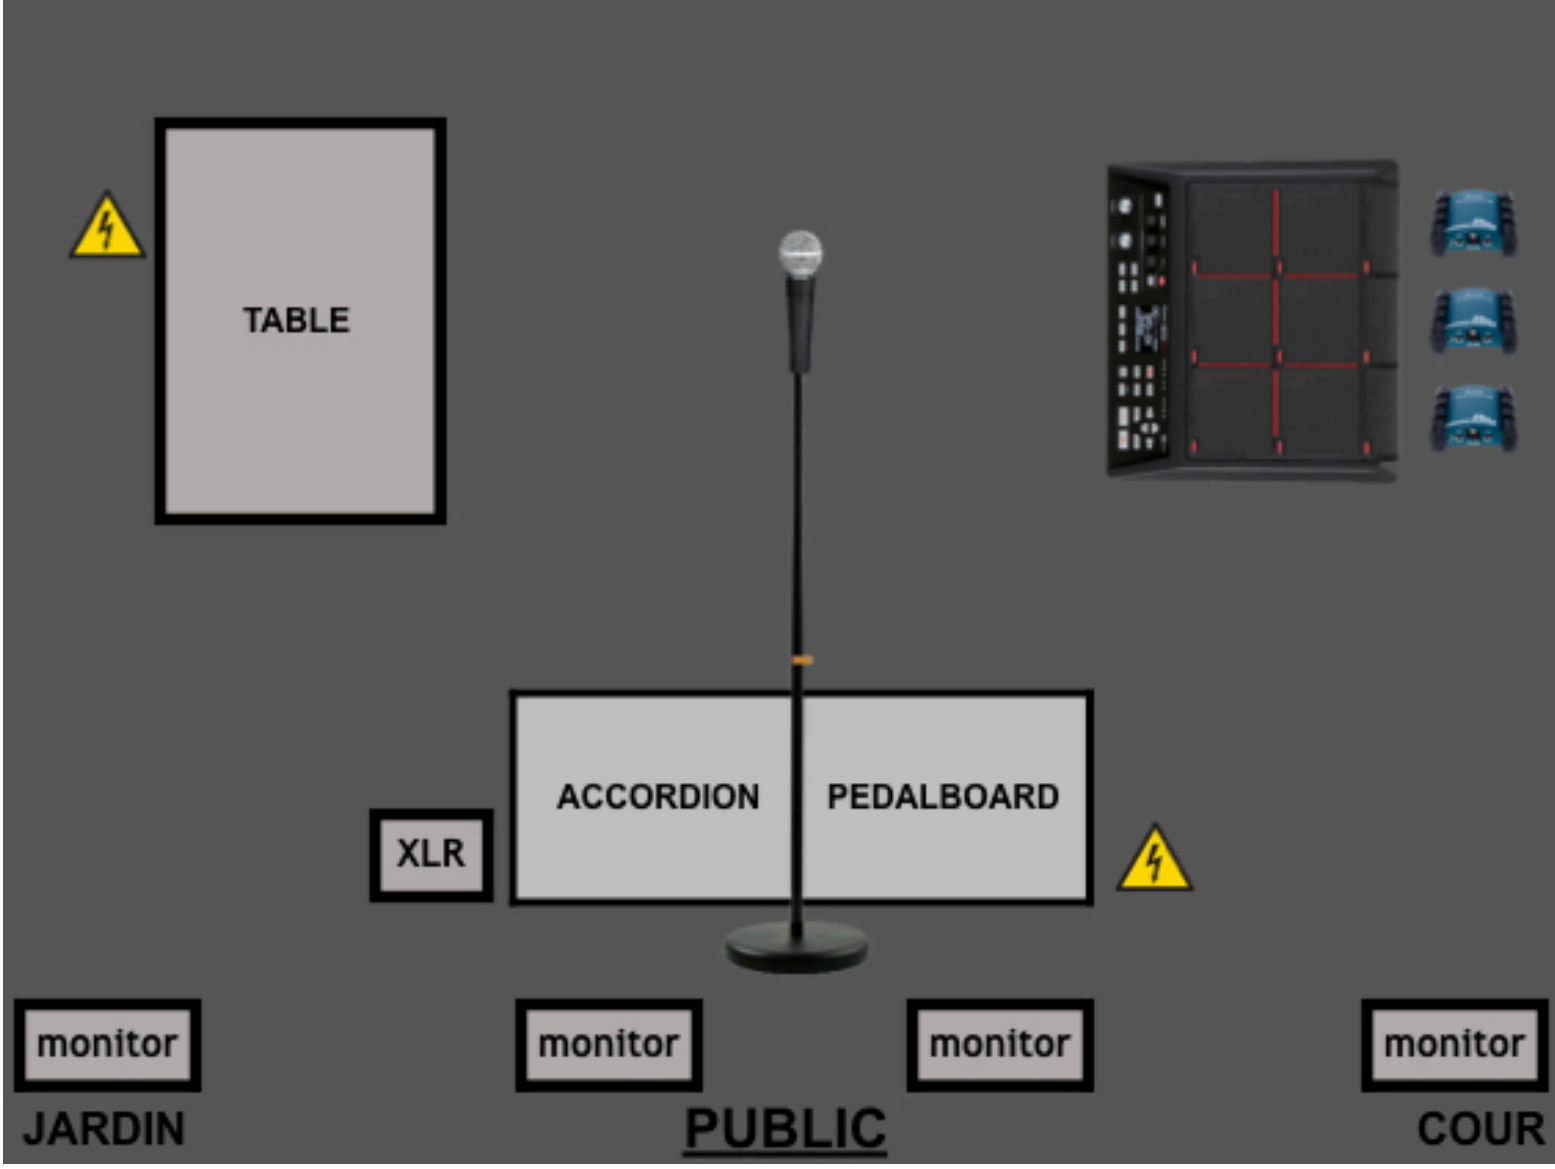 TABLE
ACCORDION
PEDALBOARD
XLR
monitor
monitor
monitor
monitor
JARDIN
PUBLIC
COUR